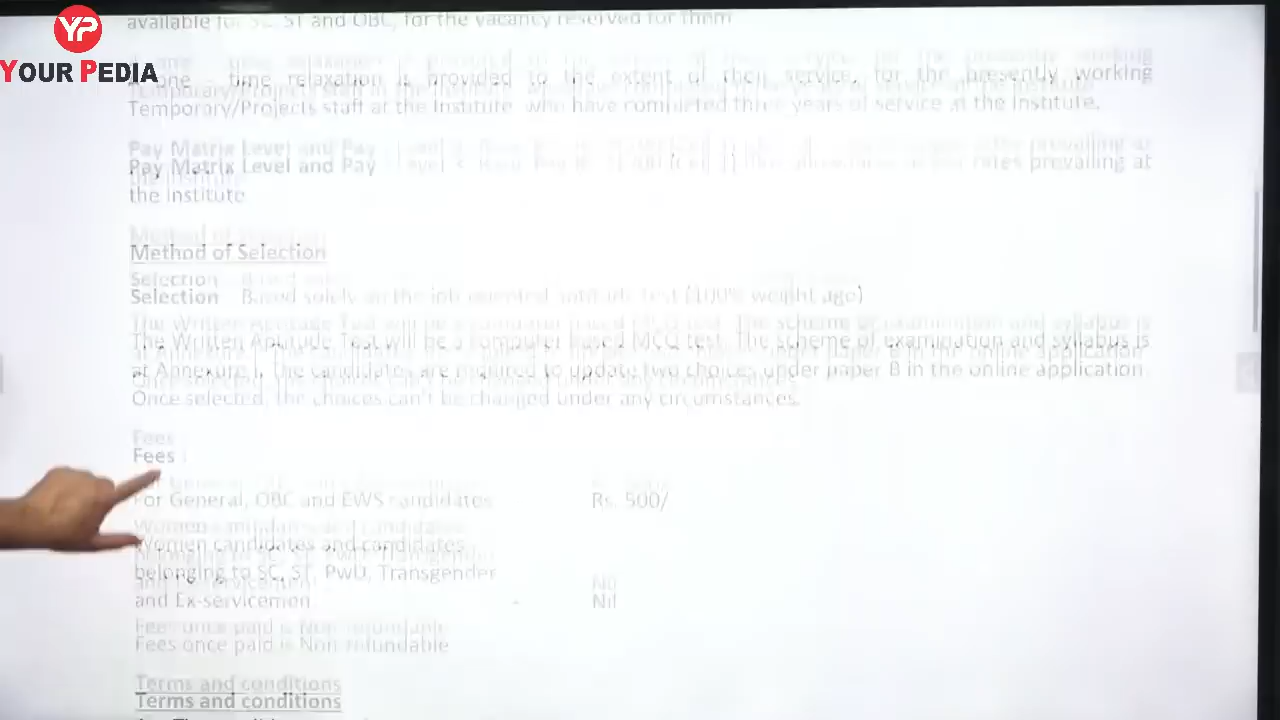 YP
YOUR PEDIA
available for SC, ST and OBC, for the vacancy reserved for them
A one - time relaxation is provided to the extent of their service, for the presently working
Temporary/Projects staff at the Institute who have completed three years of service at the Institute.
Pay Matrix Level and Pay Level rates prevailing at
the Institute
Method of Selection
Selection Based solely on the job oriented aptitude test (100% weight age)
The Written Aptitude Test will be a computer based MCQ test. The scheme of examination and syllabus is
at Annexure I. The candidates are required to update two choices under paper B in the online application.
Once selected, the choices can't be changed under any circumstances.
Fees :
For General, OBC and EWS candidates Rs. 500/
Women candidates and candidates
belonging to SC, ST, PwD, Transgender
and Ex-servicemen - Nil
Fees once paid is Non refundable
Terms and conditions